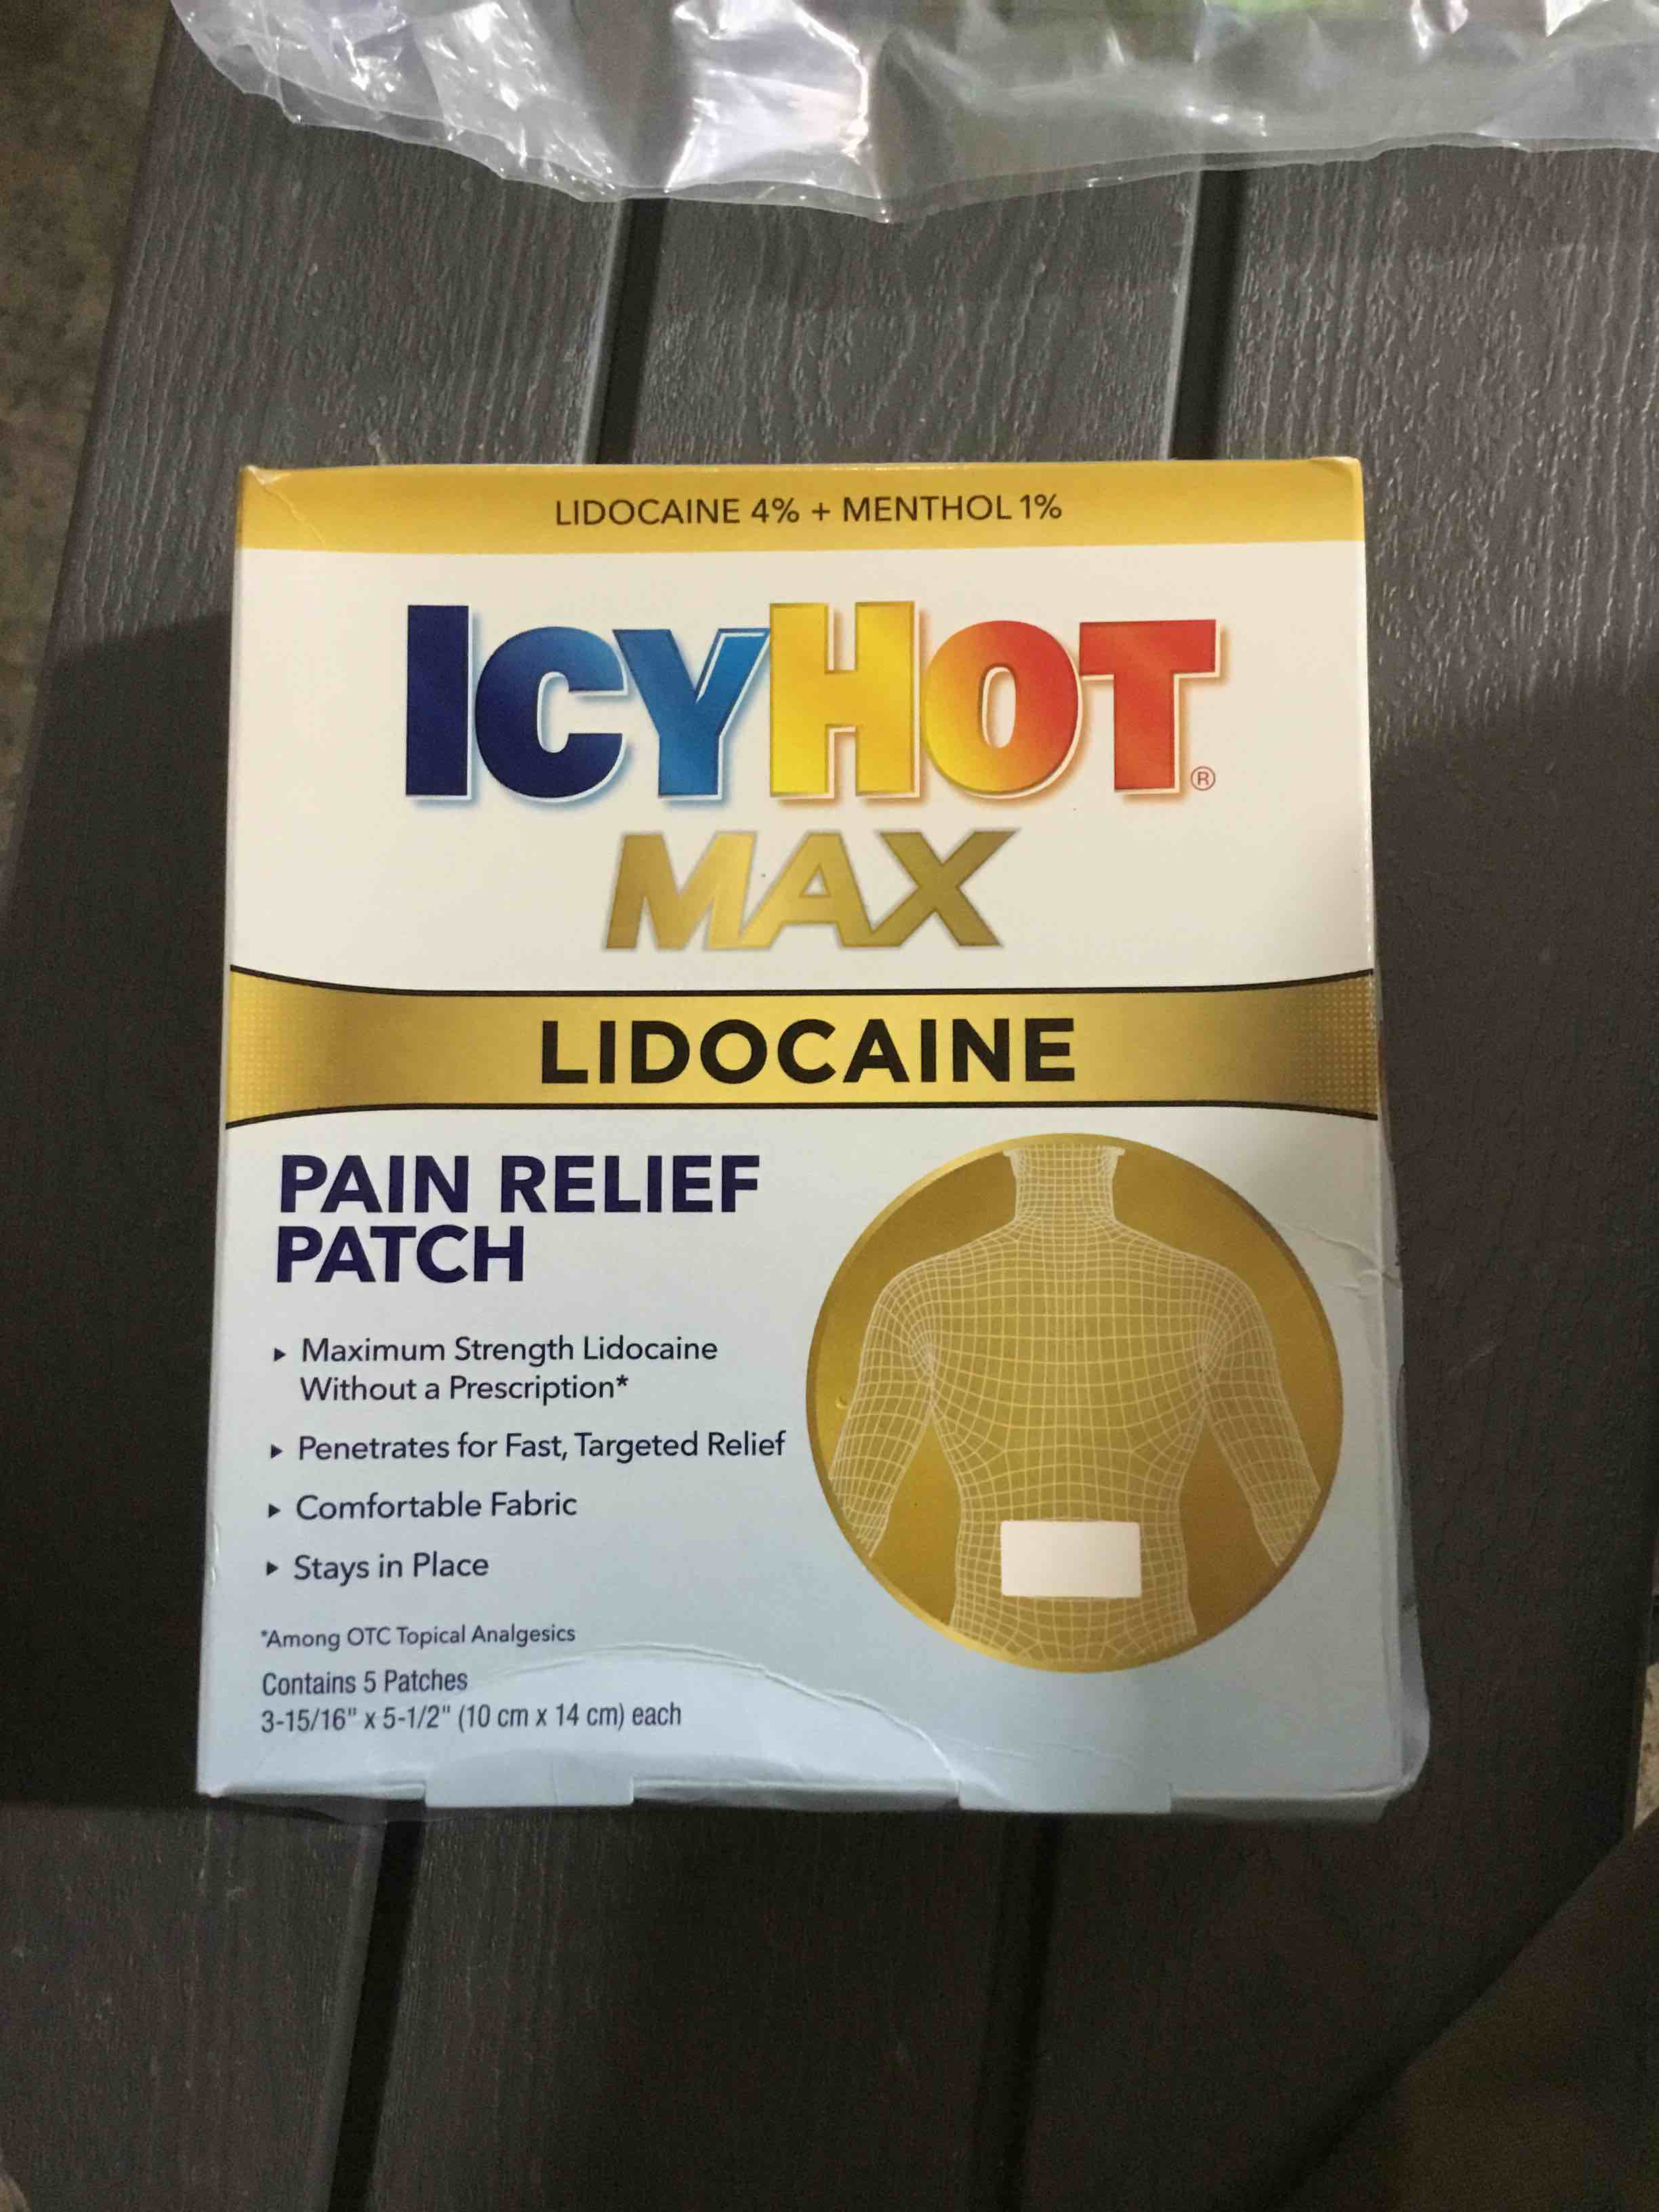 LIDOCAINE 4% + MENTHOL 1%
ICYHOT®
MAX
LIDOCAINE
PAIN RELIEF
PATCH
▸ Maximum Strength Lidocaine
Without a Prescription*
▸ Penetrates for Fast, Targeted Relief
▸ Comfortable Fabric
▸ Stays in Place
*Among OTC Topical Analgesics
Contains 5 Patches
3-15/16" x 5-1/2" (10 cm x 14 cm) each